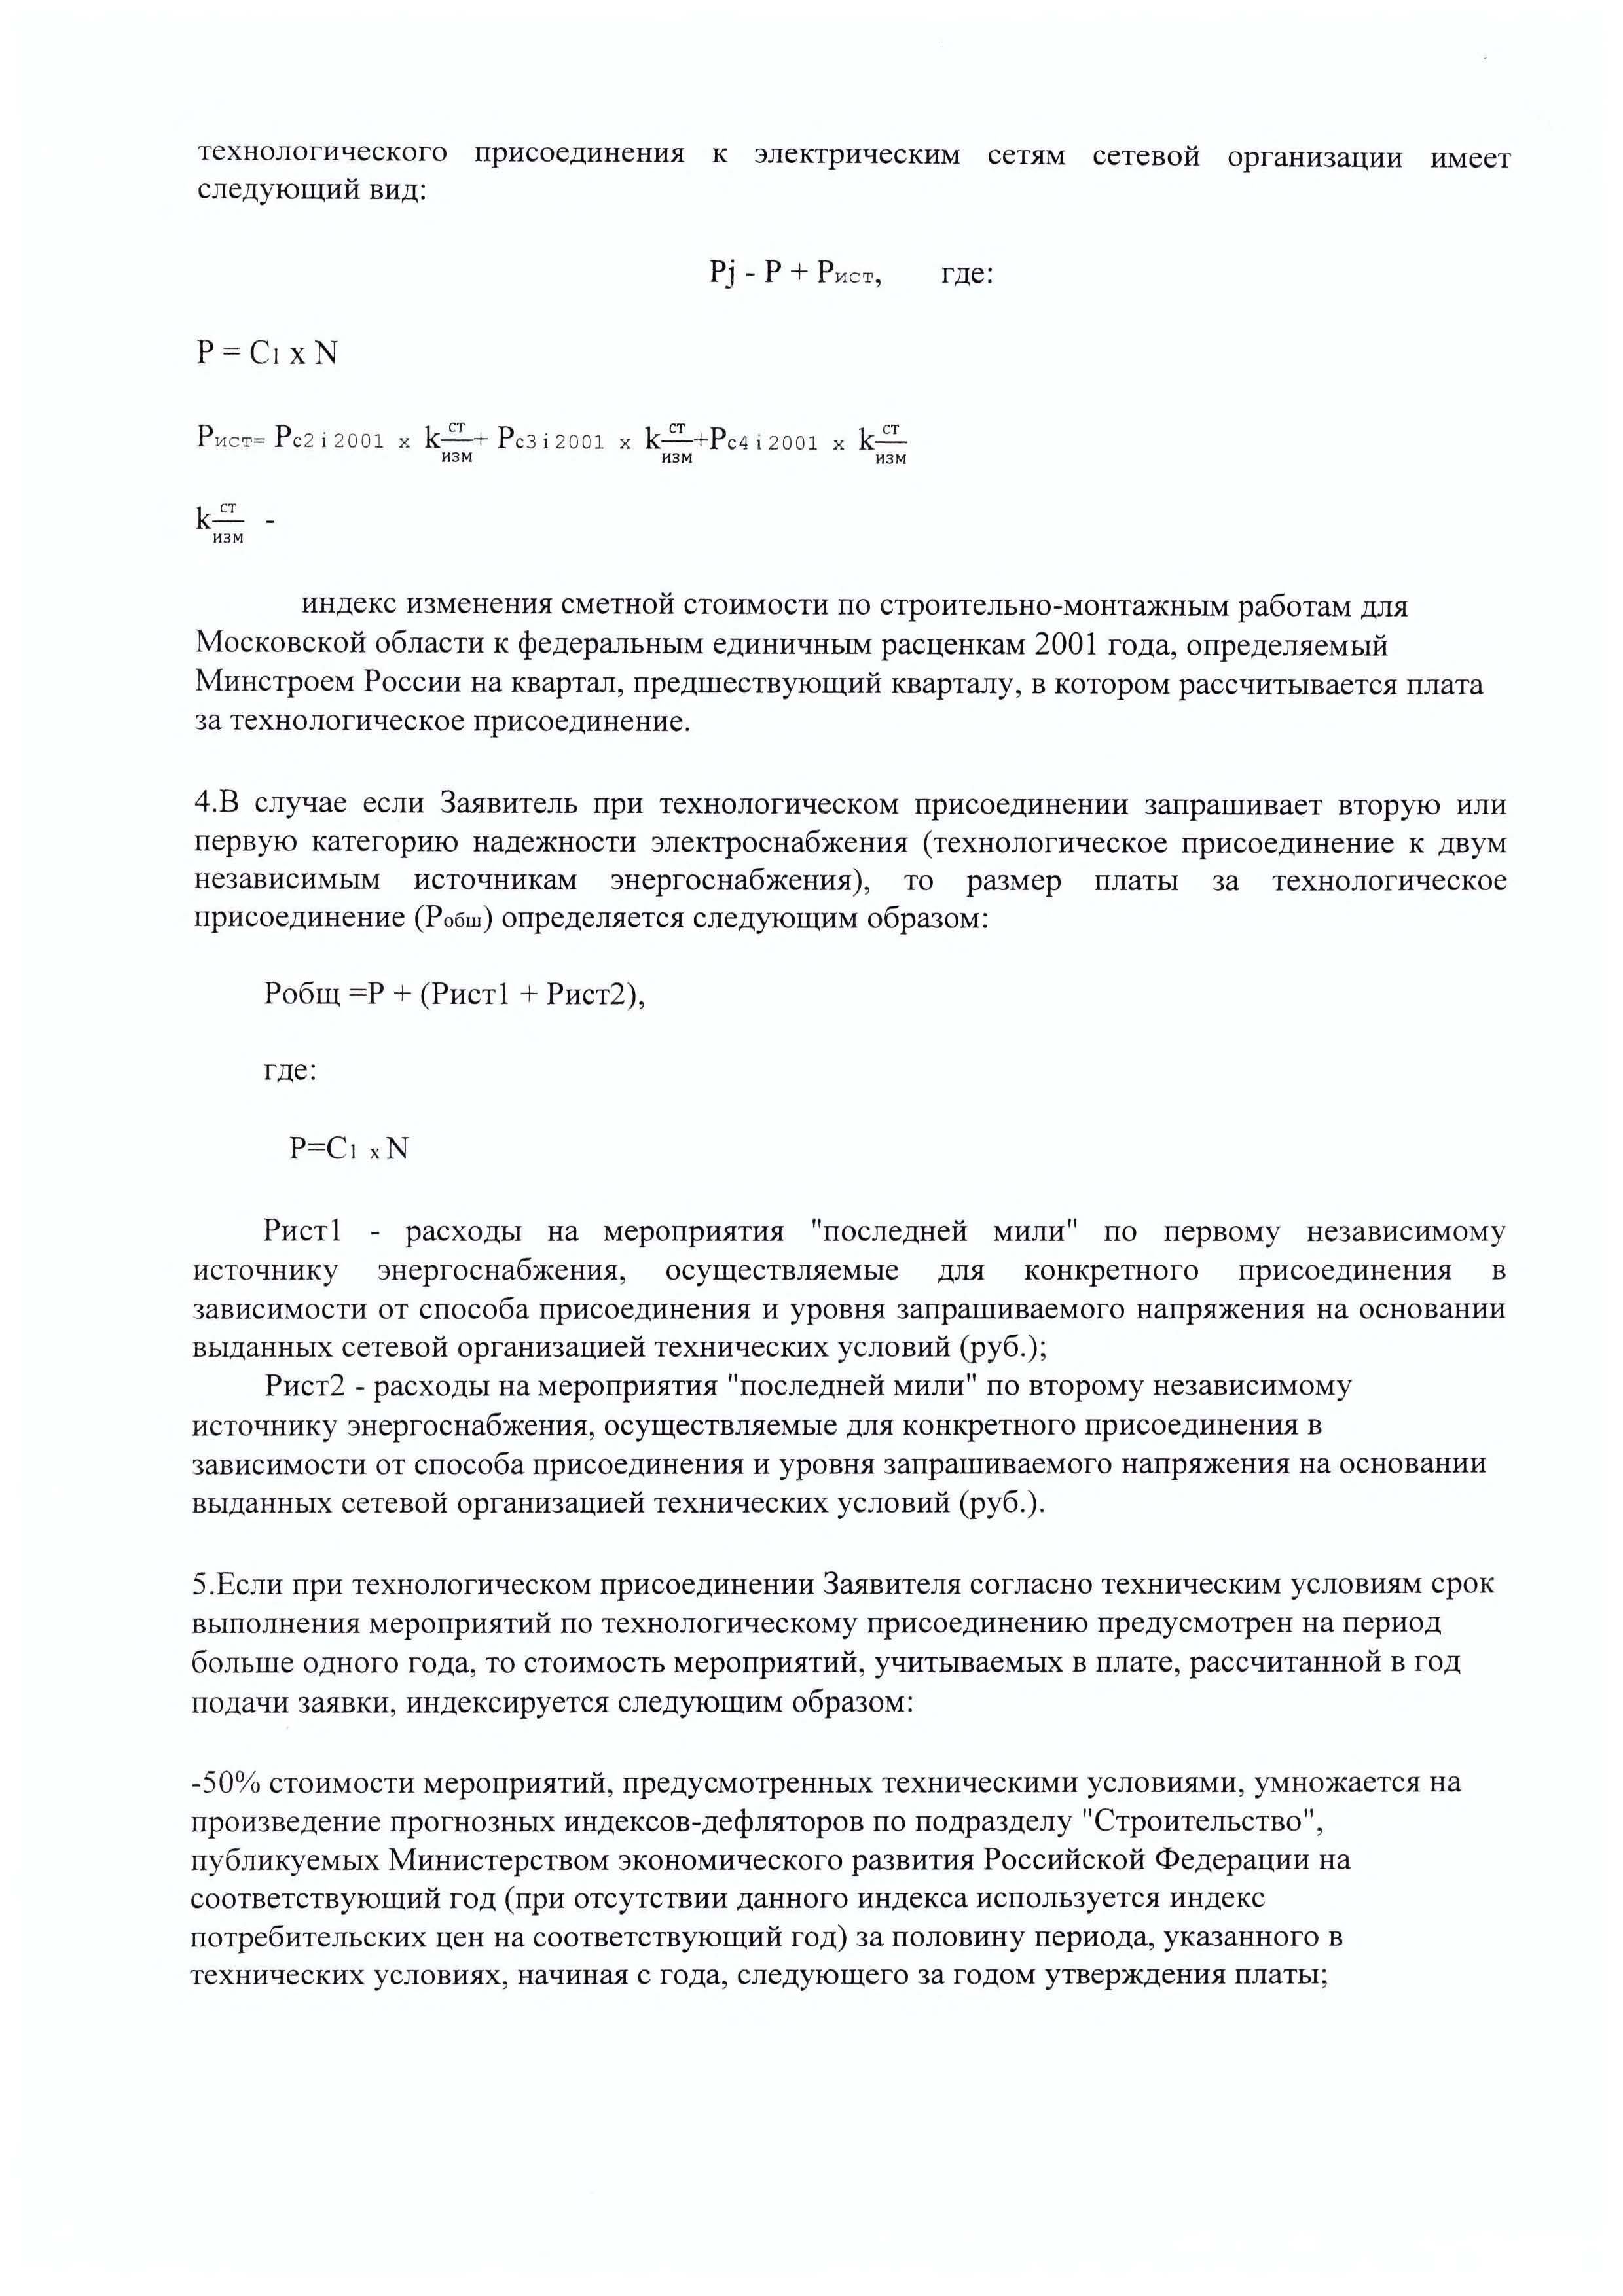 технологического присоединения к электрическим сетям сетевой организации имеет
следующий вид:
Pj - P + Pист, где:
P = C1 x N
Pист= Pc2 i 2001 x k ст/изм + Pc3 i 2001 x k ст/изм +Pc4 i 2001 x k ст/изм
k ст/изм -
индекс изменения сметной стоимости по строительно-монтажным работам для
Московской области к федеральным единичным расценкам 2001 года, определяемый
Минстроем России на квартал, предшествующий кварталу, в котором рассчитывается плата
за технологическое присоединение.
4.В случае если Заявитель при технологическом присоединении запрашивает вторую или
первую категорию надежности электроснабжения (технологическое присоединение к двум
независимым источникам энергоснабжения), то размер платы за технологическое
присоединение (Робш) определяется следующим образом:
Робщ =Р + (Рист1 + Рист2),
где:
P=C1 x N
Рист1 - расходы на мероприятия "последней мили" по первому независимому
источнику энергоснабжения, осуществляемые для конкретного присоединения в
зависимости от способа присоединения и уровня запрашиваемого напряжения на основании
выданных сетевой организацией технических условий (руб.);
Рист2 - расходы на мероприятия "последней мили" по второму независимому
источнику энергоснабжения, осуществляемые для конкретного присоединения в
зависимости от способа присоединения и уровня запрашиваемого напряжения на основании
выданных сетевой организацией технических условий (руб.).
5.Если при технологическом присоединении Заявителя согласно техническим условиям срок
выполнения мероприятий по технологическому присоединению предусмотрен на период
больше одного года, то стоимость мероприятий, учитываемых в плате, рассчитанной в год
подачи заявки, индексируется следующим образом:
-50% стоимости мероприятий, предусмотренных техническими условиями, умножается на
произведение прогнозных индексов-дефляторов по подразделу "Строительство",
публикуемых Министерством экономического развития Российской Федерации на
соответствующий год (при отсутствии данного индекса используется индекс
потребительских цен на соответствующий год) за половину периода, указанного в
технических условиях, начиная с года, следующего за годом утверждения платы;